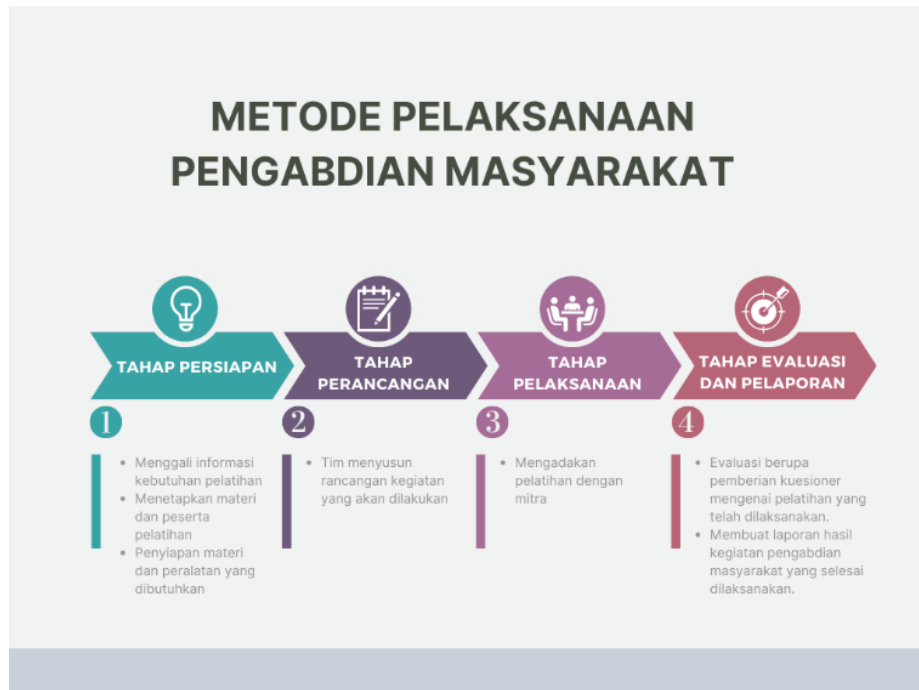 METODE PELAKSANAAN
PENGABDIAN MASYARAKAT
TAHAP PERSIAPAN
TAHAP
PERANCANGAN
TAHAP
PELAKSANAAN
TAHAP EVALUASI
DAN PELAPORAN
1
• Menggali informasi
kebutuhan pelatihan
• Menetapkan materi
dan peserta
pelatihan
• Penyiapan materi
dan peralatan yang
dibutuhkan
2
• Tim menyusun
rancangan kegiatan
yang akan dilakukan
3
• Mengadakan
pelatihan dengan
mitra
4
• Evaluasi berupa
pemberian kuesioner
mengenai pelatihan yang
telah dilaksanakan.
• Membuat laporan hasil
kegiatan pengabdian
masyarakat yang selesai
dilaksanakan.